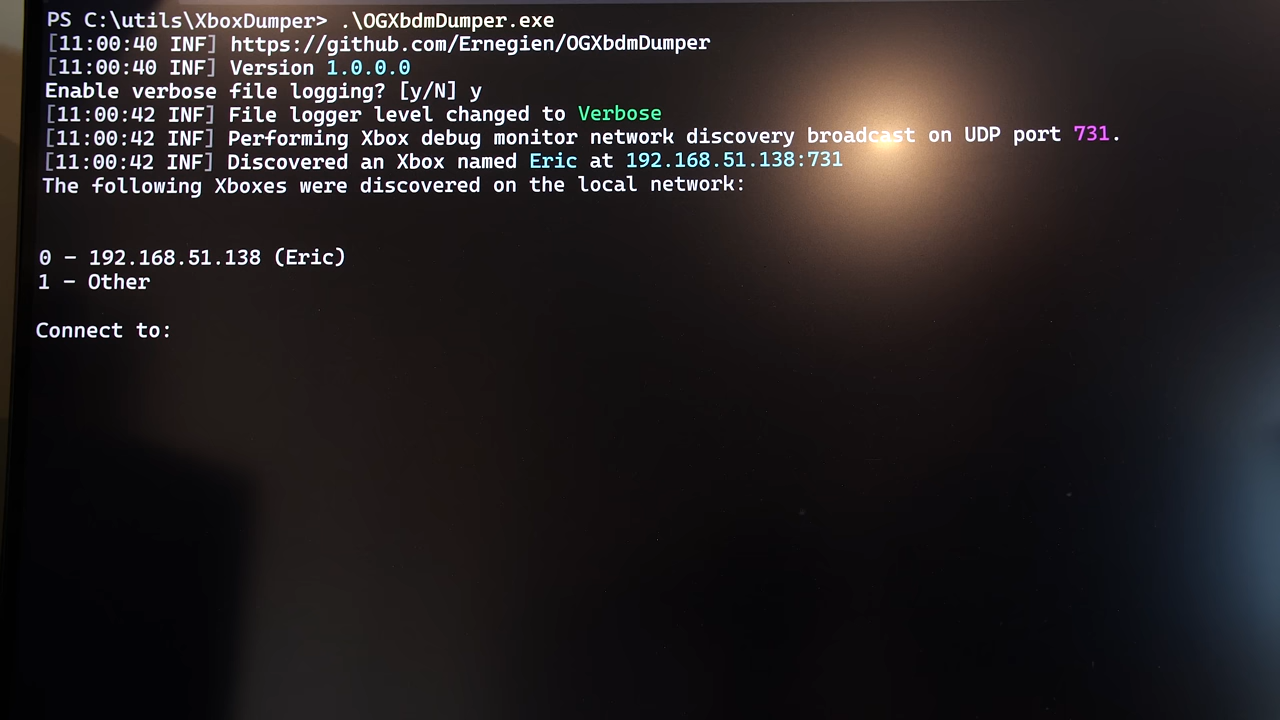 PS C:\utils\XboxDumper> .\OGXbdmDumper.exe
[11:00:40 INF] https://github.com/Ernegien/OGXbdmDumper
[11:00:40 INF] Version 1.0.0.0
Enable verbose file logging? [y/N] y
[11:00:42 INF] File logger level changed to Verbose
[11:00:42 INF] Performing Xbox debug monitor network discovery broadcast on UDP port 731.
[11:00:42 INF] Discovered an Xbox named Eric at 192.168.51.138:731
The following Xboxes were discovered on the local network:
0 - 192.168.51.138 (Eric)
1 - Other
Connect to: